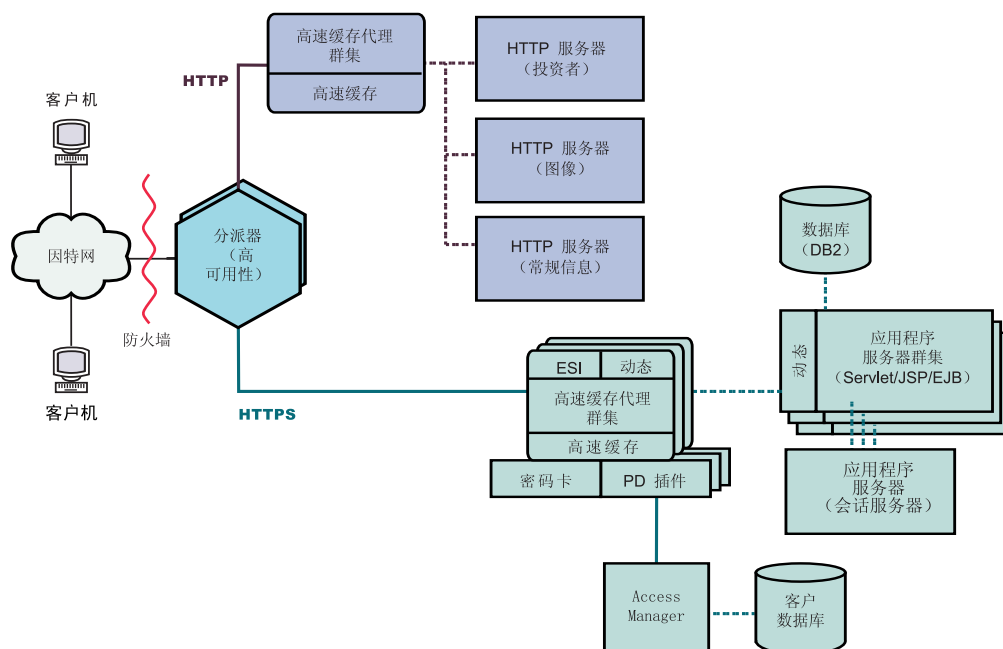 高速缓存代理
群集
高速缓存
HTTP 服务器
（投资者）
HTTP
客户机
HTTP 服务器
（图像）
分派器
（高
可用性）
因特网
HTTP 服务器
（常规信息）
数据库
(DB2)
防火墙
客户机
HTTPS
ESI
动态
高速缓存代理
群集
高速缓存
密码卡
PD 插件
动态
应用程序
服务器群集
（Servlet/JSP/EJB）
应用程序
服务器
（会话服务器）
Access
Manager
客户
数据库